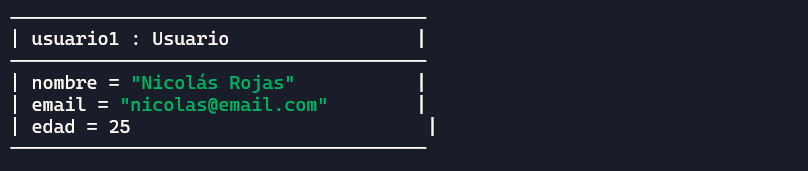 | usuario1 : Usuario |
| nombre = "Nicolás Rojas" |
| email = "nicolas@email.com" |
| edad = 25 |